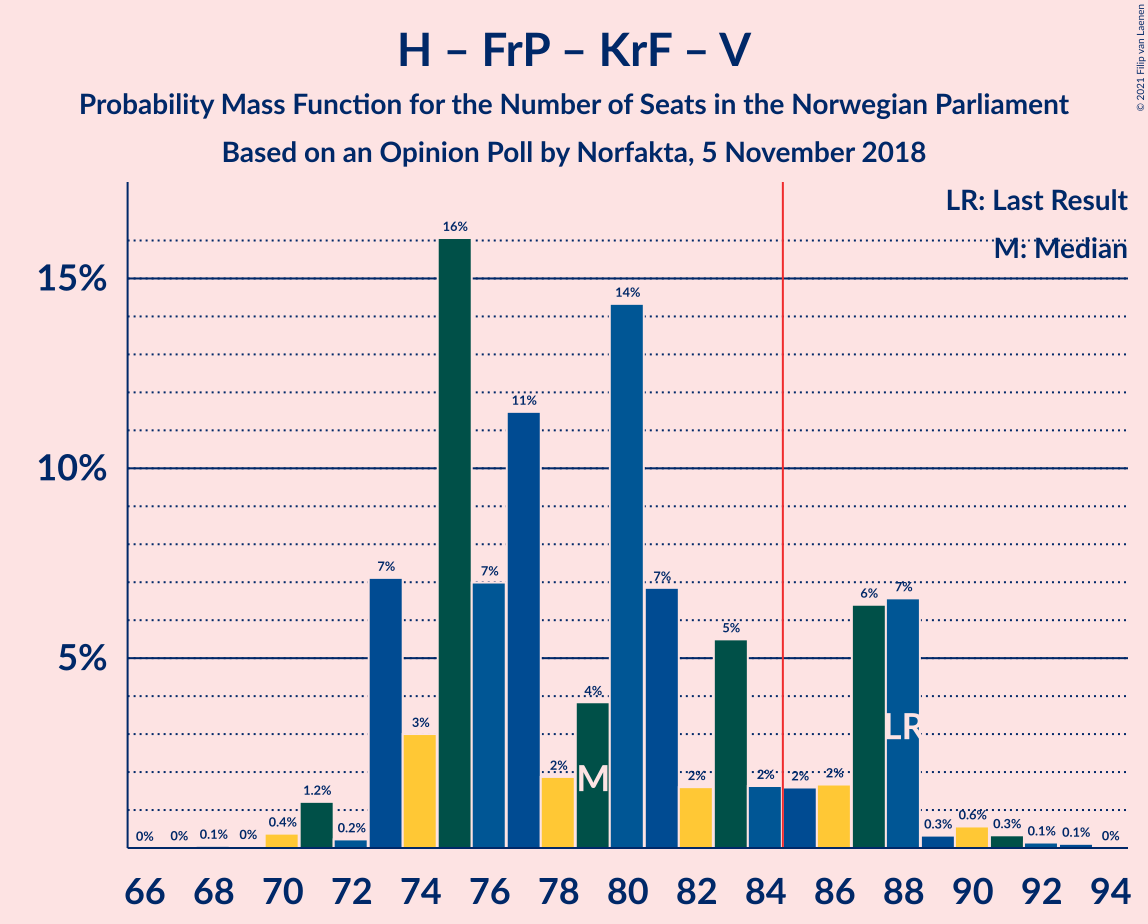 H – FrP – KrF – V
Probability Mass Function for the Number of Seats in the Norwegian Parliament
Based on an Opinion Poll by Norfakta, 5 November 2018
© 2021 Filip van Laenen
LR: Last Result
M: Median
15%
10%
5%
0% 0% 0.1% 0% 0.4% 1.2% 0.2% 7% 3% 16% 7% 11% 2% 4% 14% 7% 2% 5% 2% 2% 2% 6% 7% 0.3% 0.6% 0.3% 0.1% 0.1% 0%
M LR
66 68 70 72 74 76 78 80 82 84 86 88 90 92 94